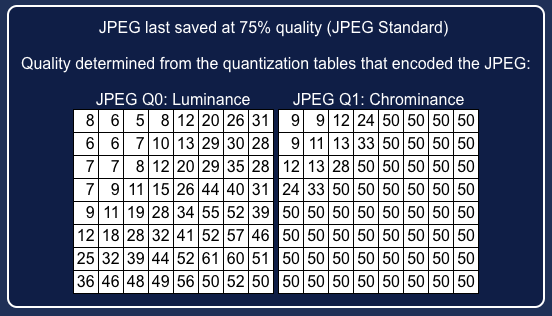 JPEG last saved at 75% quality (JPEG Standard)
Quality determined from the quantization tables that encoded the JPEG:
JPEG Q0: Luminance JPEG Q1: Chrominance
8 6 5 8 12 20 26 31 9 9 12 24 50 50 50 50
6 6 7 10 13 29 30 28 9 11 13 33 50 50 50 50
7 7 8 12 20 29 35 28 12 13 28 50 50 50 50 50
7 9 11 15 26 44 40 31 24 33 50 50 50 50 50 50
9 11 19 28 34 55 52 39 50 50 50 50 50 50 50 50
12 18 28 32 41 52 57 46 50 50 50 50 50 50 50 50
25 32 39 44 52 61 60 51 50 50 50 50 50 50 50 50
36 46 48 49 56 50 52 50 50 50 50 50 50 50 50 50